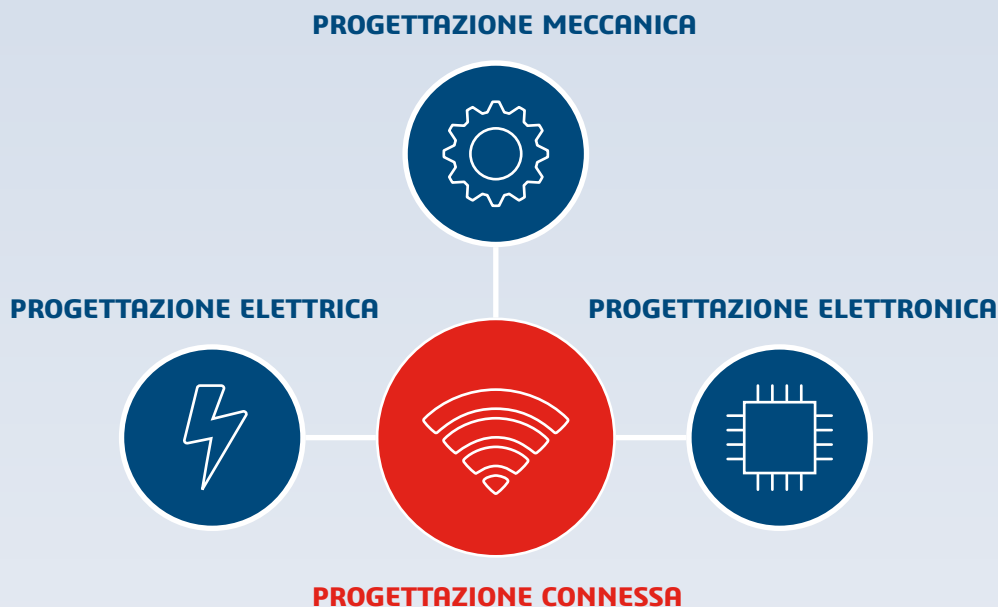 PROGETTAZIONE MECCANICA
PROGETTAZIONE ELETTRICA
PROGETTAZIONE ELETTRONICA
PROGETTAZIONE CONNESSA